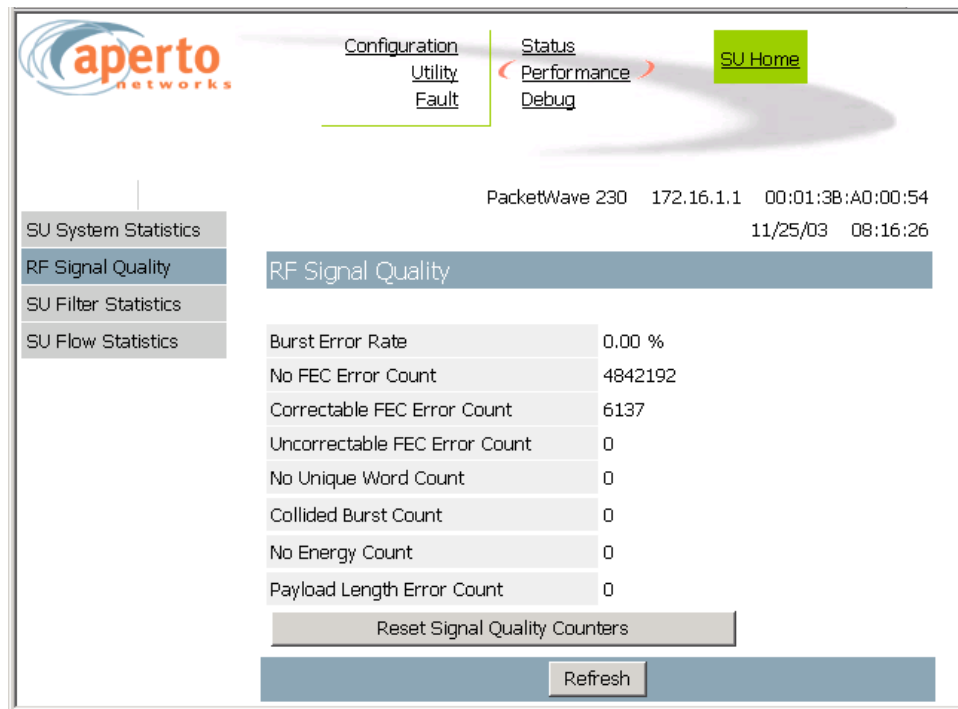 aperto
networks
Configuration
Utility
Fault
Status
Performance
Debug
SU Home
PacketWave 230 172.16.1.1 00:01:3B:A0:00:54
11/25/03 08:16:26
SU System Statistics
RF Signal Quality
SU Filter Statistics
SU Flow Statistics
RF Signal Quality
Burst Error Rate 0.00 %
No FEC Error Count 4842192
Correctable FEC Error Count 6137
Uncorrectable FEC Error Count 0
No Unique Word Count 0
Collided Burst Count 0
No Energy Count 0
Payload Length Error Count 0
Reset Signal Quality Counters
Refresh